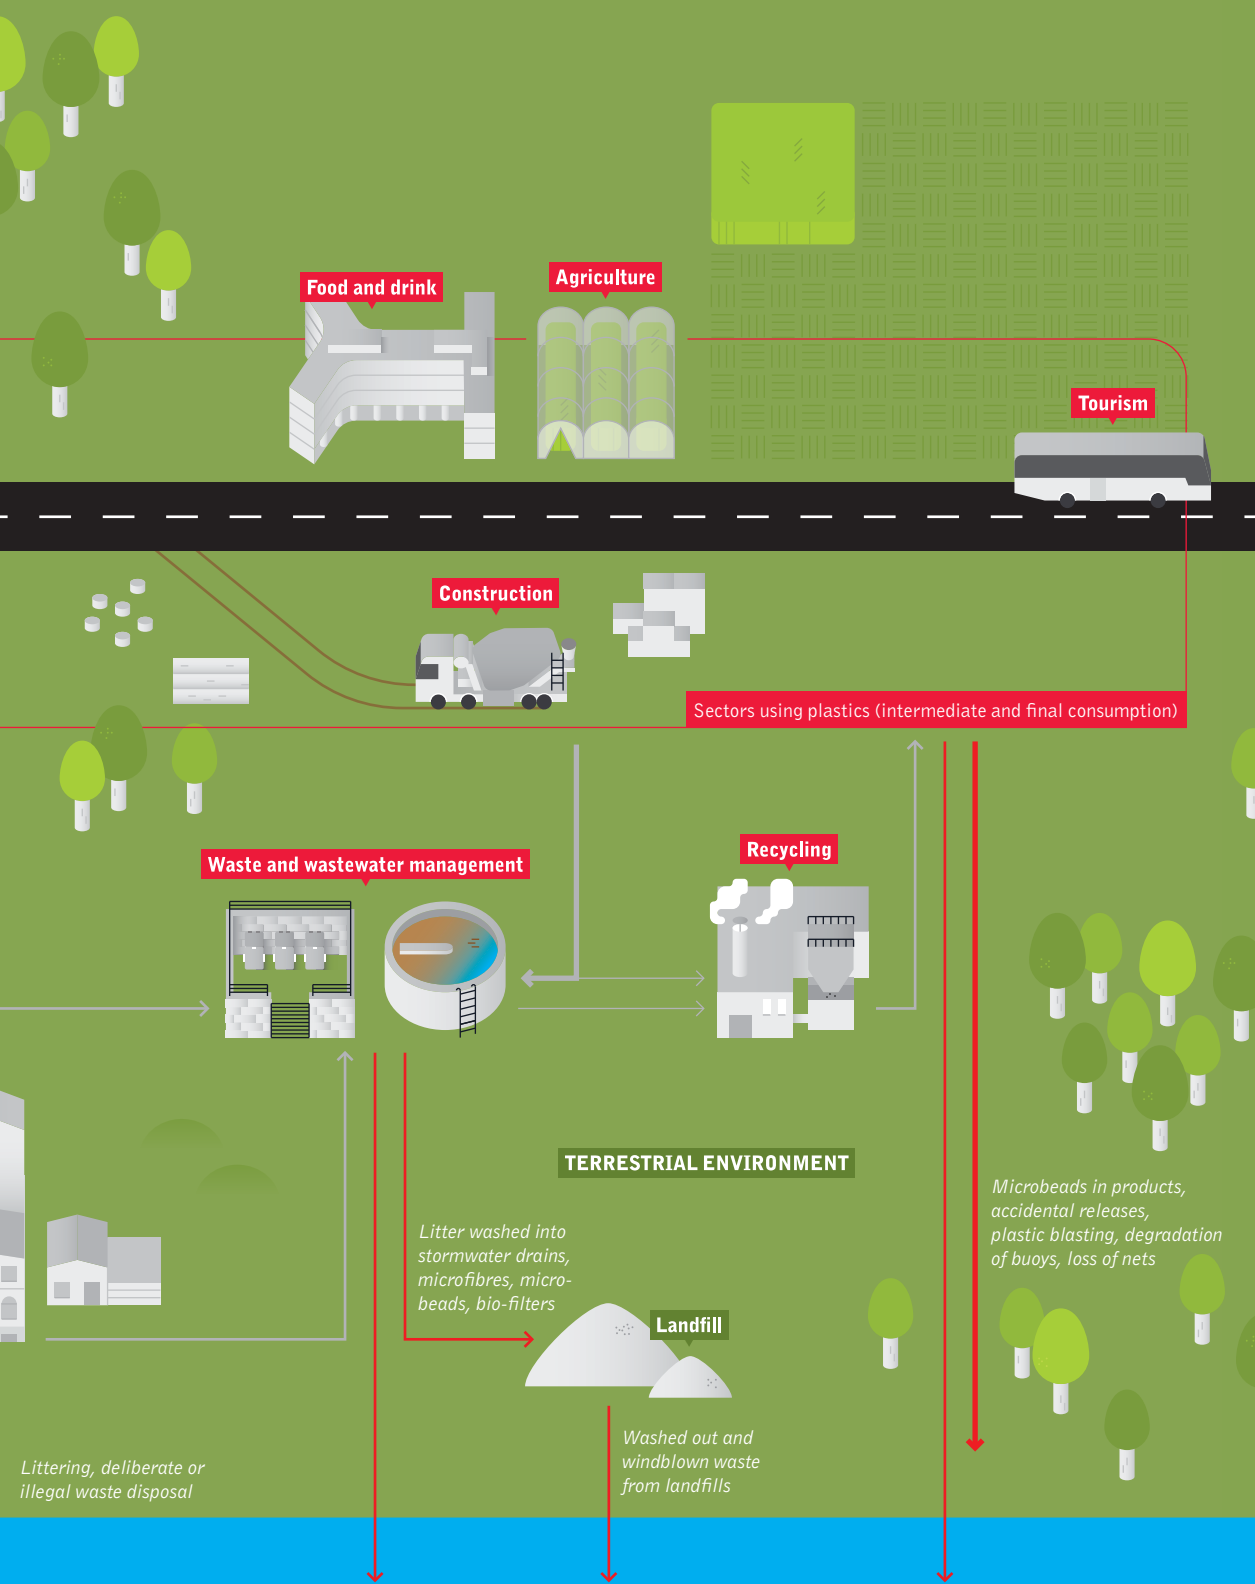 Food and drink
Agriculture
Tourism
Construction
Sectors using plastics (intermediate and final consumption)
Waste and wastewater management
Recycling
TERRESTRIAL ENVIRONMENT
Microbeads in products,
accidental releases,
plastic blasting, degradation
of buoys, loss of nets
Litter washed into
stormwater drains,
microfibres, micro-
beads, bio-filters
Landfill
Washed out and
windblown waste
from landfills
Littering, deliberate or
illegal waste disposal